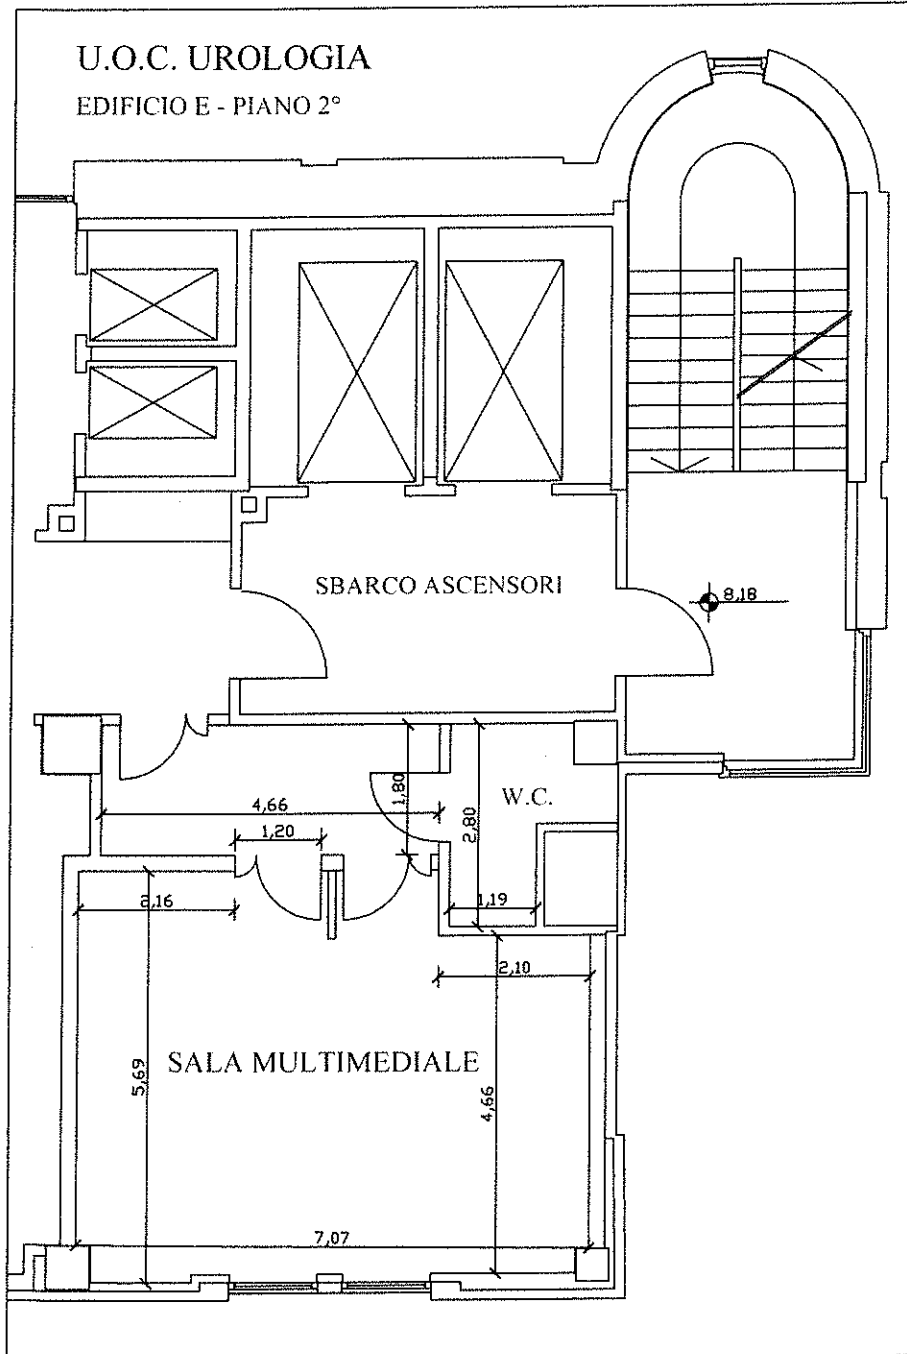 U.O.C. UROLOGIA
EDIFICIO E - PIANO 2°
SBARCO ASCENSORI
8,18
W.C.
4,66
1,80
2,80
1,20
2,16
1,19
2,10
SALA MULTIMEDIALE
5,69
4,66
7,07